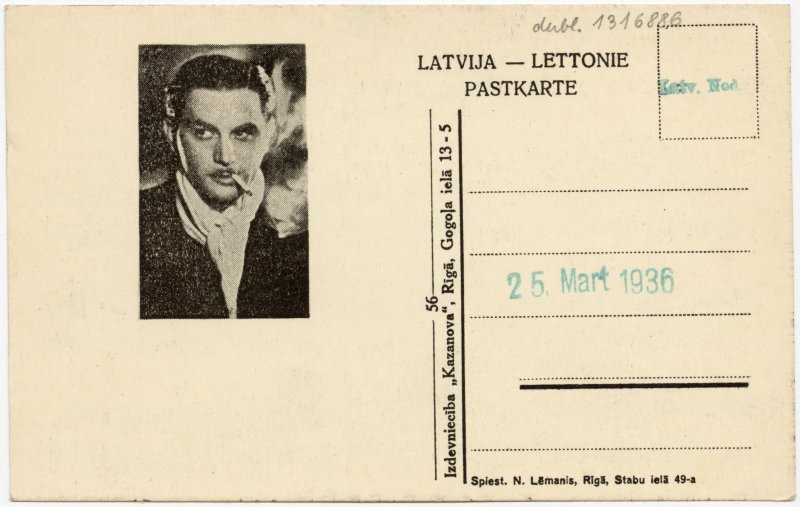 dubl. 1316886
LATVIJA — LETTONIE
PASTKARTE
Latv. Nod.
25. Mart 1936
56
Izdevniecība „Kazanova“, Rīgā, Gogoļa ielā 13 - 5
Spiest. N. Lēmanis, Rīgā, Stabu ielā 49-a